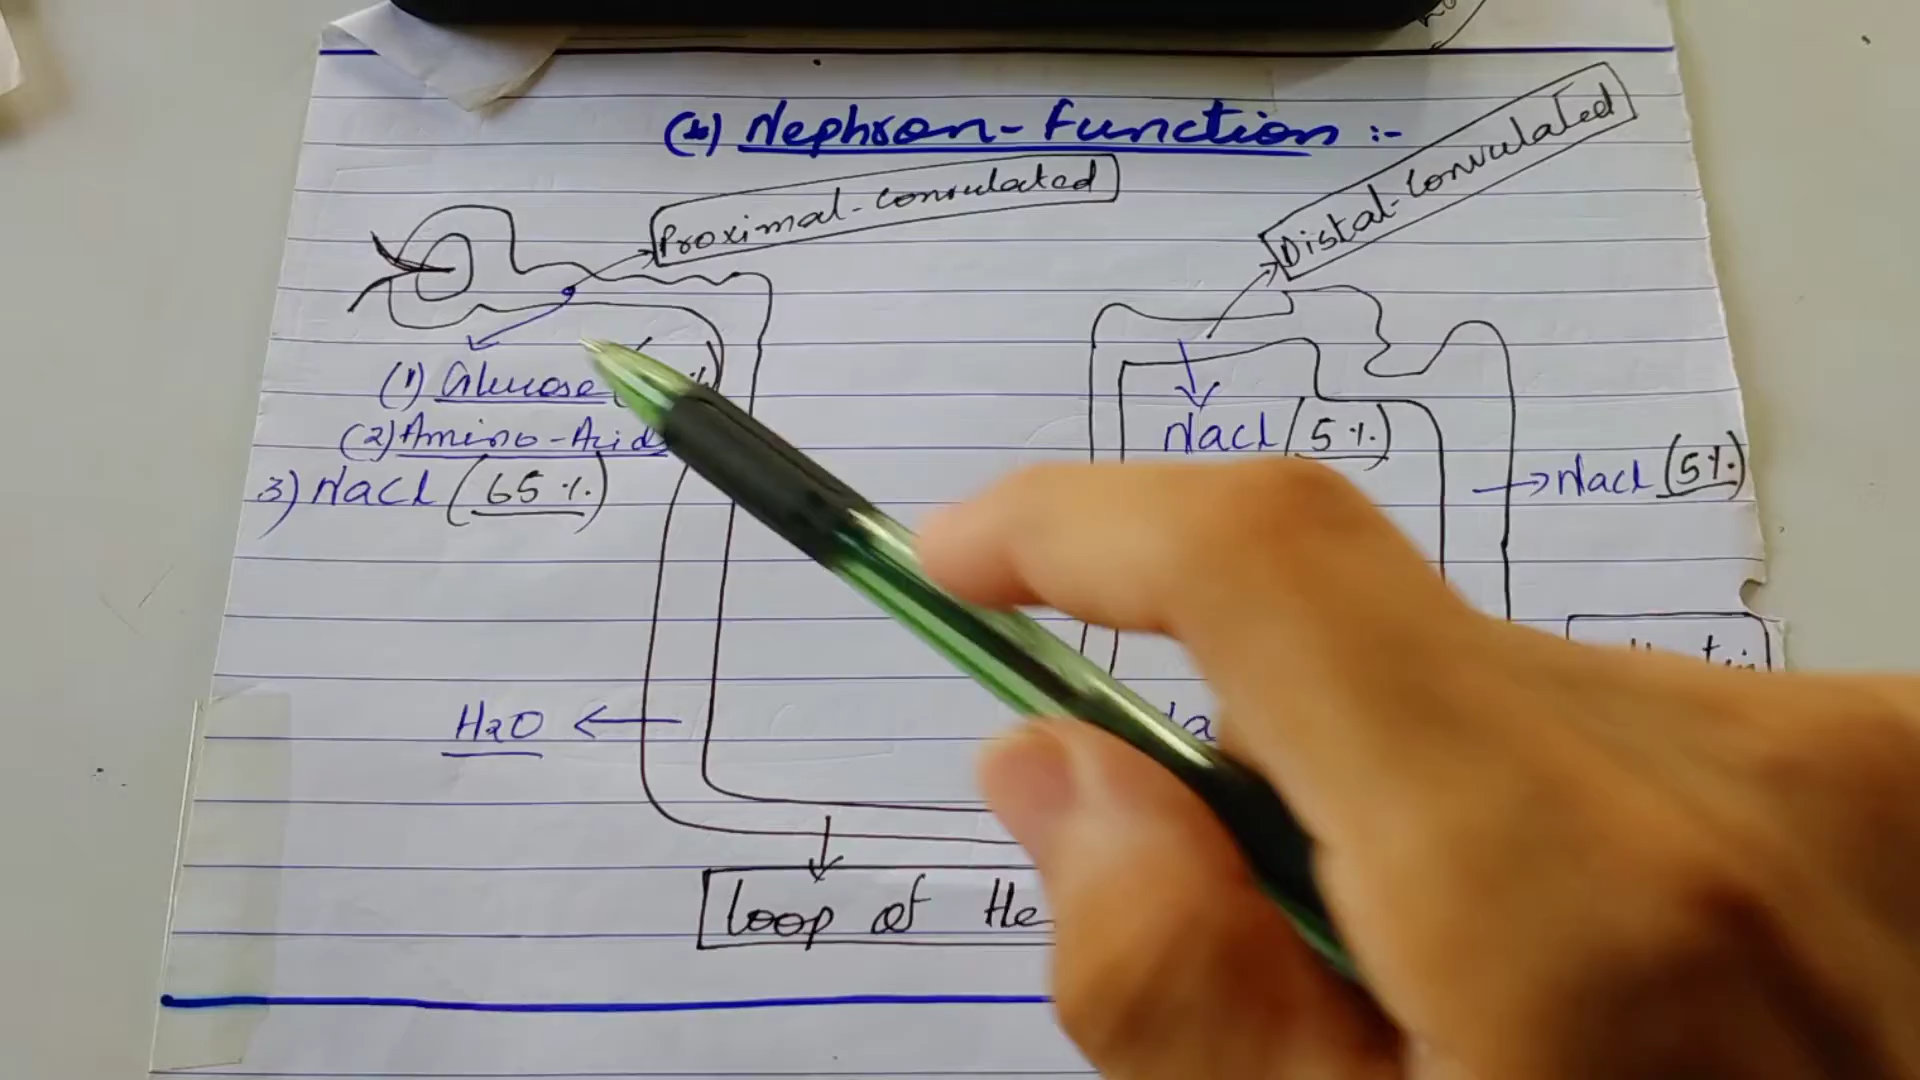 (b) Nephron-Function :-
Proximal-convulated
Distal-Convulated
(1) Glucose
(2) Amino-Acid
3) NaCl (65%)
NaCl (5%)
NaCl (5%)
H2O
Loop of He